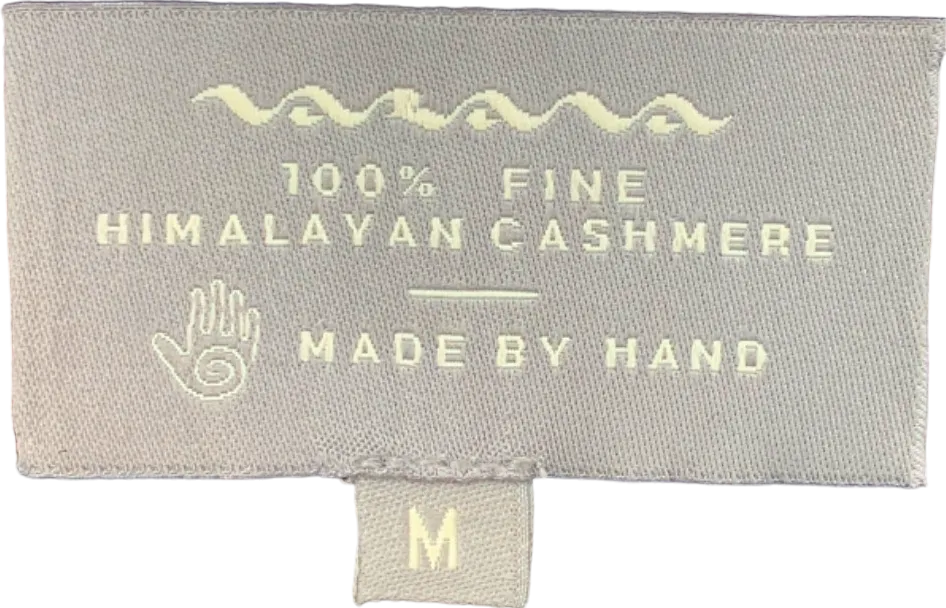 100% FINE
HIMALAYAN CASHMERE
MADE BY HAND
M